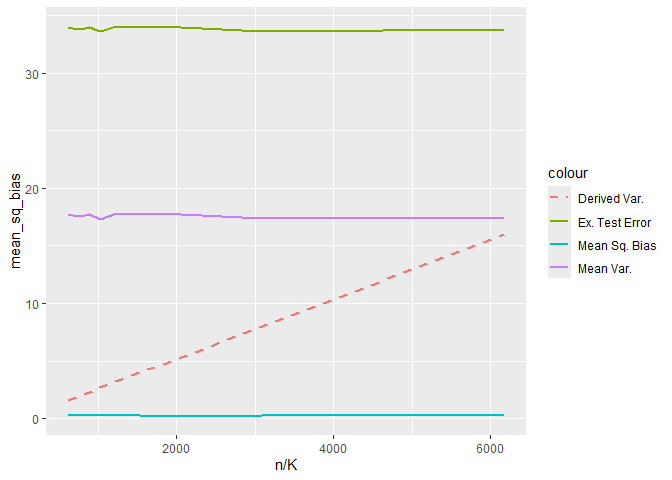 mean_sq_bias
30
20
10
0
2000
4000
6000
n/K
colour
Derived Var.
Ex. Test Error
Mean Sq. Bias
Mean Var.